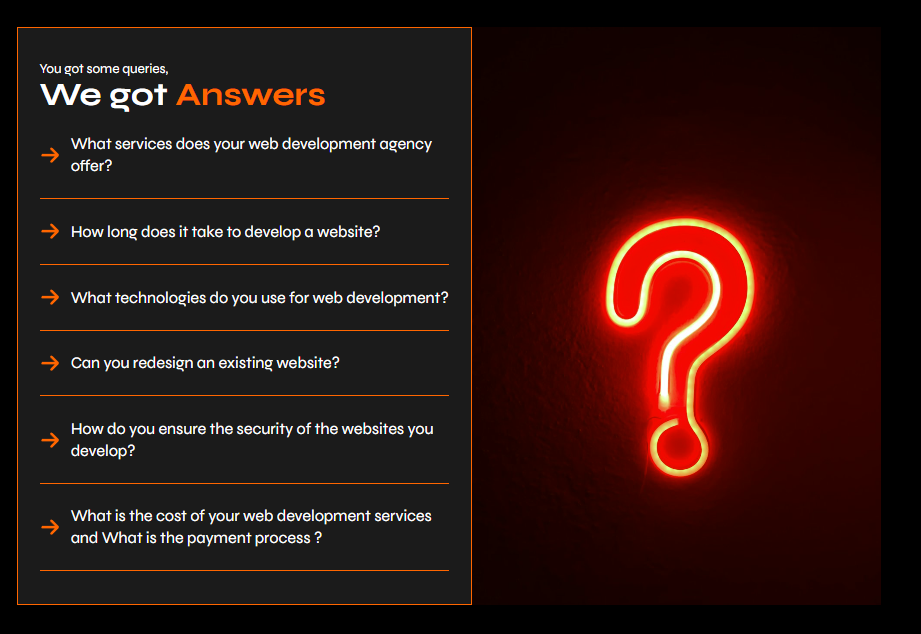 You got some queries,
We got Answers
What services does your web development agency
offer?
How long does it take to develop a website?
What technologies do you use for web development?
Can you redesign an existing website?
How do you ensure the security of the websites you
develop?
What is the cost of your web development services
and What is the payment process ?